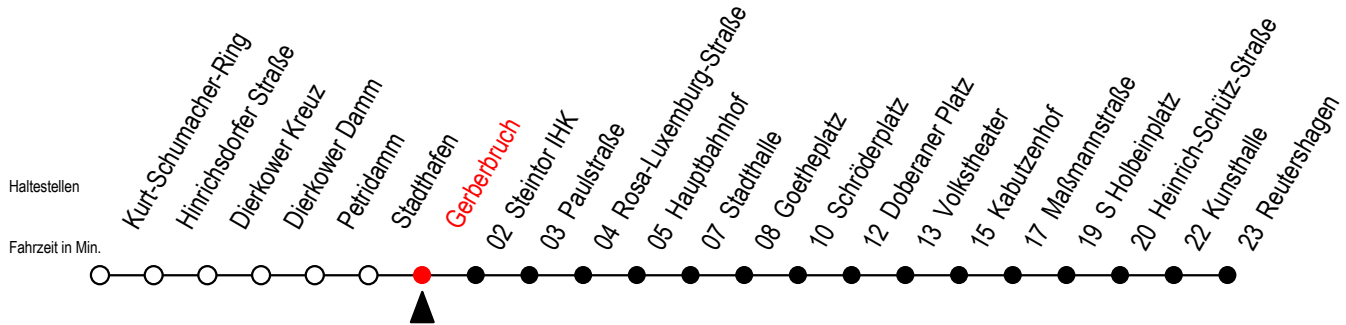 Haltestellen
Fahrzeit in Min.
Kurt-Schumacher-Ring
Hinrichsdorfer Straße
Dierkower Kreuz
Dierkower Damm
Petridamm
Stadthafen
Gerberbruch
02 Steintor IHK
03 Paulstraße
04 Rosa-Luxemburg-Straße
05 Hauptbahnhof
07 Stadthalle
08 Goetheplatz
10 Schröderplatz
12 Doberaner Platz
13 Volkstheater
15 Kabutzenhof
17 Maßmannstraße
19 S Holbeinplatz
20 Heinrich-Schütz-Straße
22 Kunsthalle
23 Reutershagen